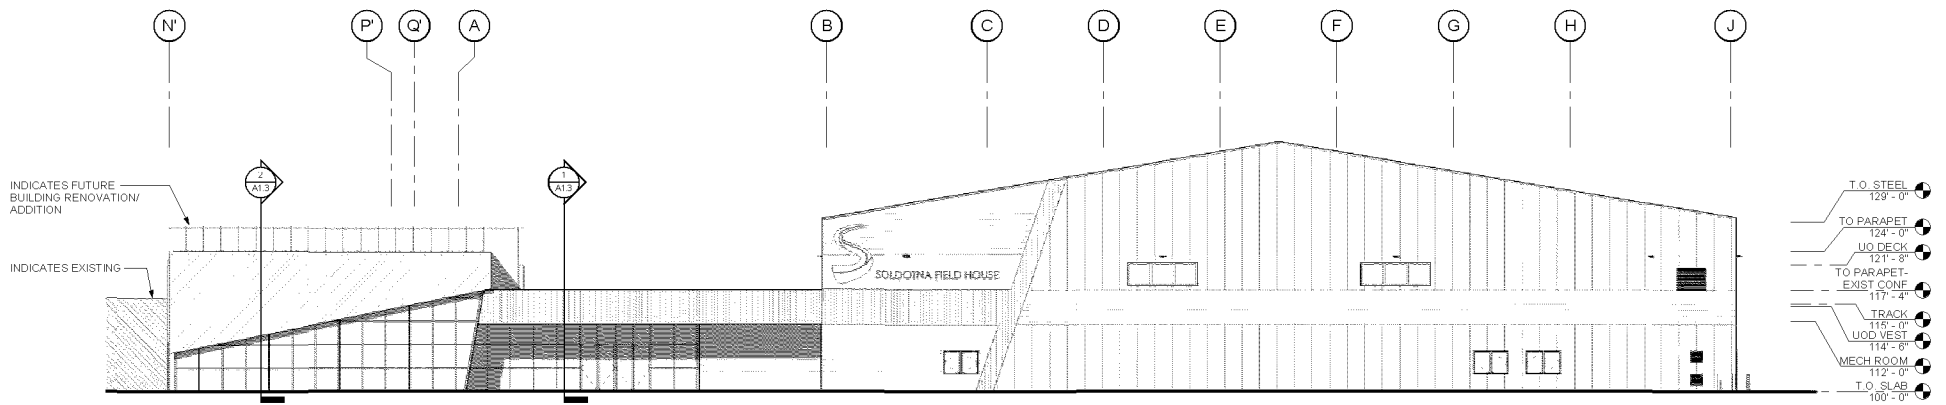 N' P' Q' A B C D E F G H J
2
A1.3
1
A1.3
INDICATES FUTURE
BUILDING RENOVATION/
ADDITION
INDICATES EXISTING
SOLDOTNA FIELD HOUSE
T.O. STEEL
129' - 0"
TO PARAPET
124' - 0"
UO DECK
121' - 8"
TO PARAPET-
EXIST CONF
117' - 4"
TRACK
115' - 0"
UOD VEST
114' - 6"
MECH ROOM
112' - 0"
T.O. SLAB
100' - 0"